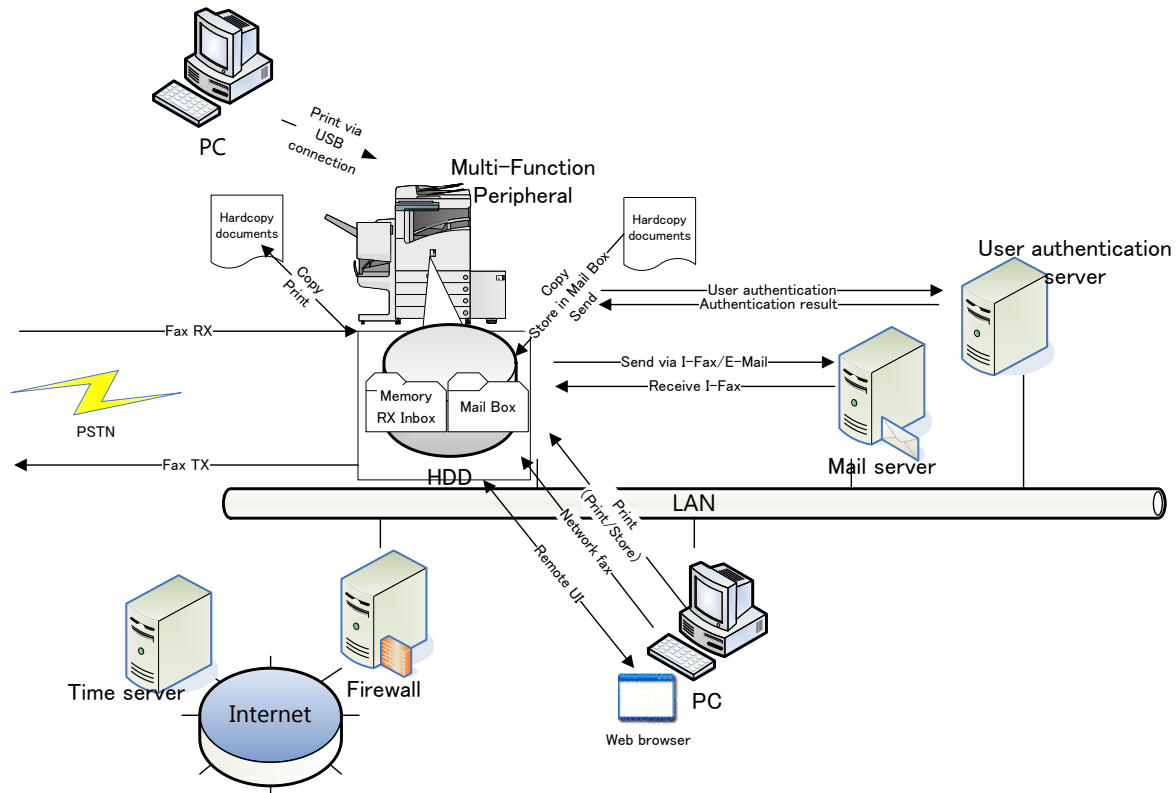 PC
Print via
USB
connection
Multi-Function
Peripheral
Hardcopy
documents
Copy
Print
Hardcopy
documents
Copy
Store in Mail Box
Send
User authentication
server
User authentication
Authentication result
Fax RX
Send via I-Fax/E-Mail
Receive I-Fax
Memory
RX Inbox
Mail Box
PSTN
Fax TX
HDD
Mail server
LAN
Print
(Print/Store)
Network fax
Remote UI
Time server
Firewall
Internet
PC
Web browser